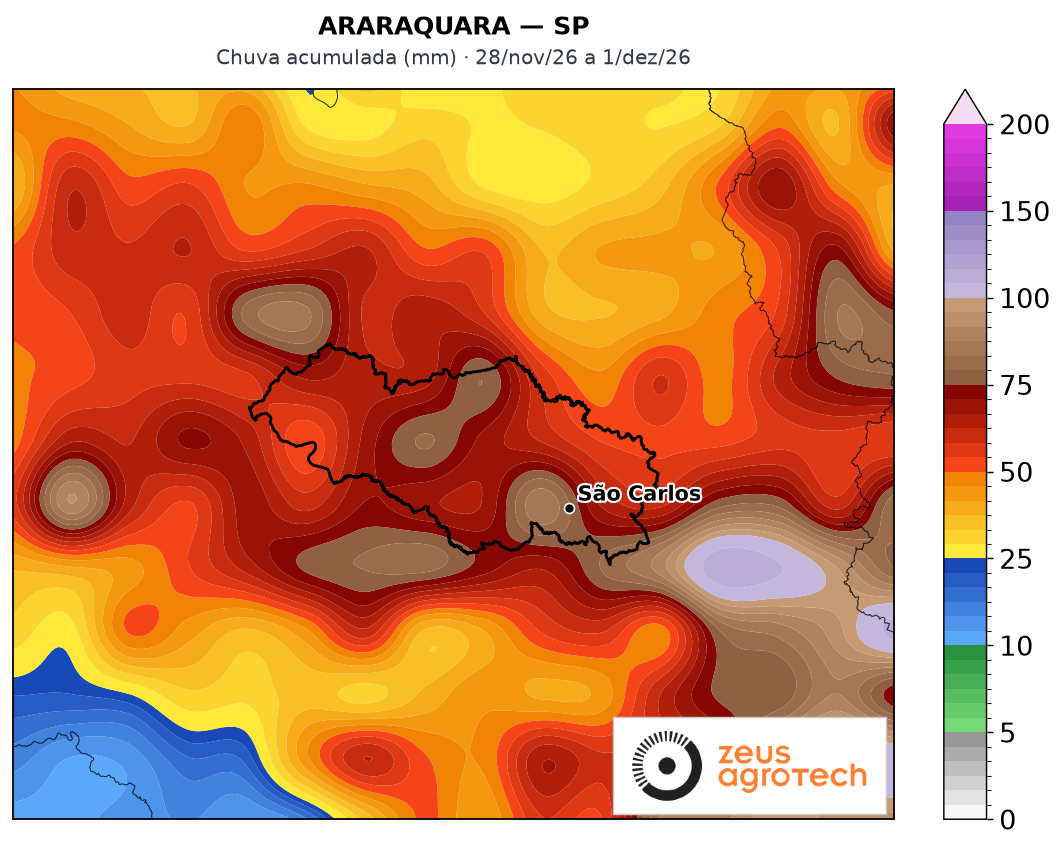 ARARAQUARA — SP
Chuva acumulada (mm) · 28/nov/26 a 1/dez/26
200
150
100
75
50
25
10
5
0
São Carlos
zeus
agrotech